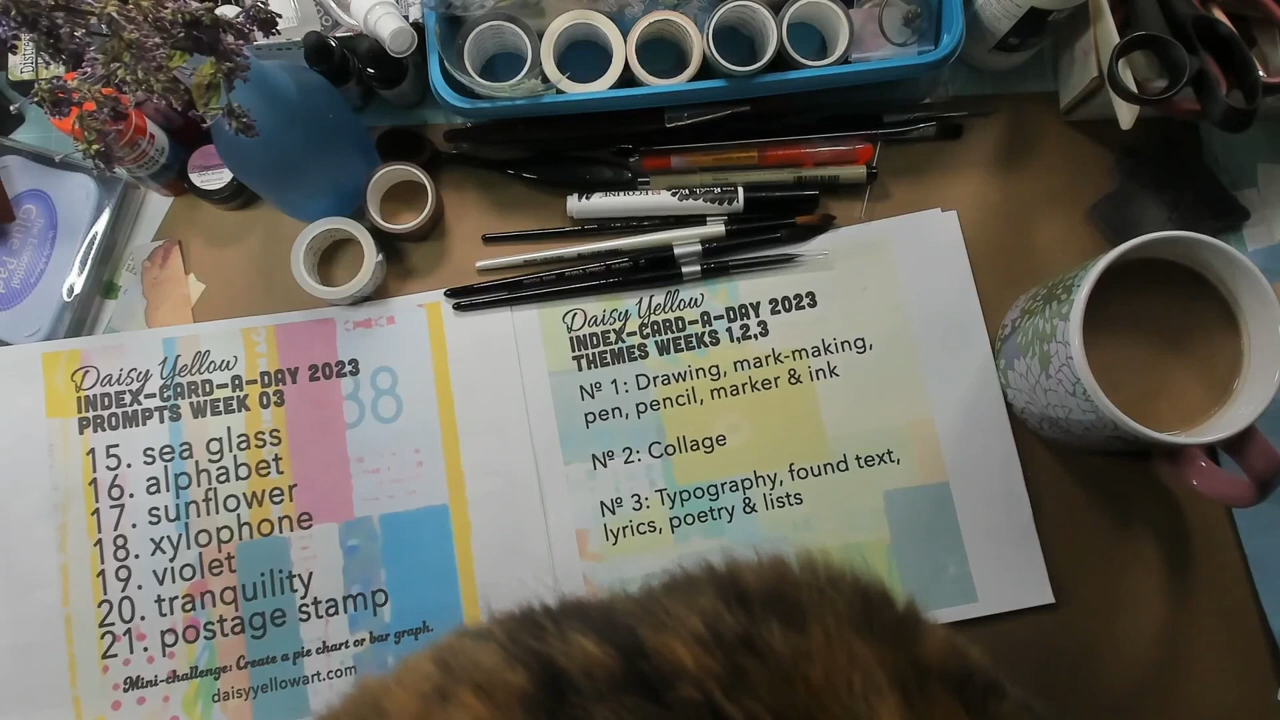 Distress
ECOLINE
Daisy Yellow
INDEX-CARD-A-DAY 2023
PROMPTS WEEK 03
88
15. sea glass
16. alphabet
17. sunflower
18. xylophone
19. violet
20. tranquility
21. postage stamp
Mini-challenge: Create a pie chart or bar graph.
daisyyellowart.com
Daisy Yellow
INDEX-CARD-A-DAY 2023
THEMES WEEKS 1,2,3
Nº 1: Drawing, mark-making,
pen, pencil, marker & ink
Nº 2: Collage
Nº 3: Typography, found text,
lyrics, poetry & lists